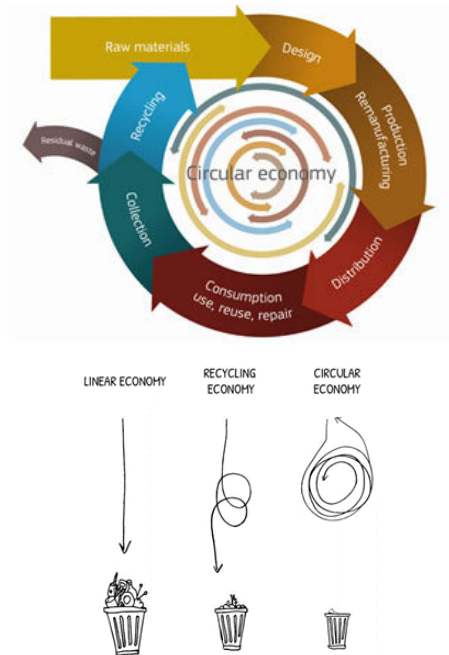 Raw materials
Design
Production
Remanufacturing
Recycling
Residual waste
Circular economy
Collection
Distribution
Consumption
use, reuse, repair
LINEAR ECONOMY
RECYCLING
ECONOMY
CIRCULAR
ECONOMY